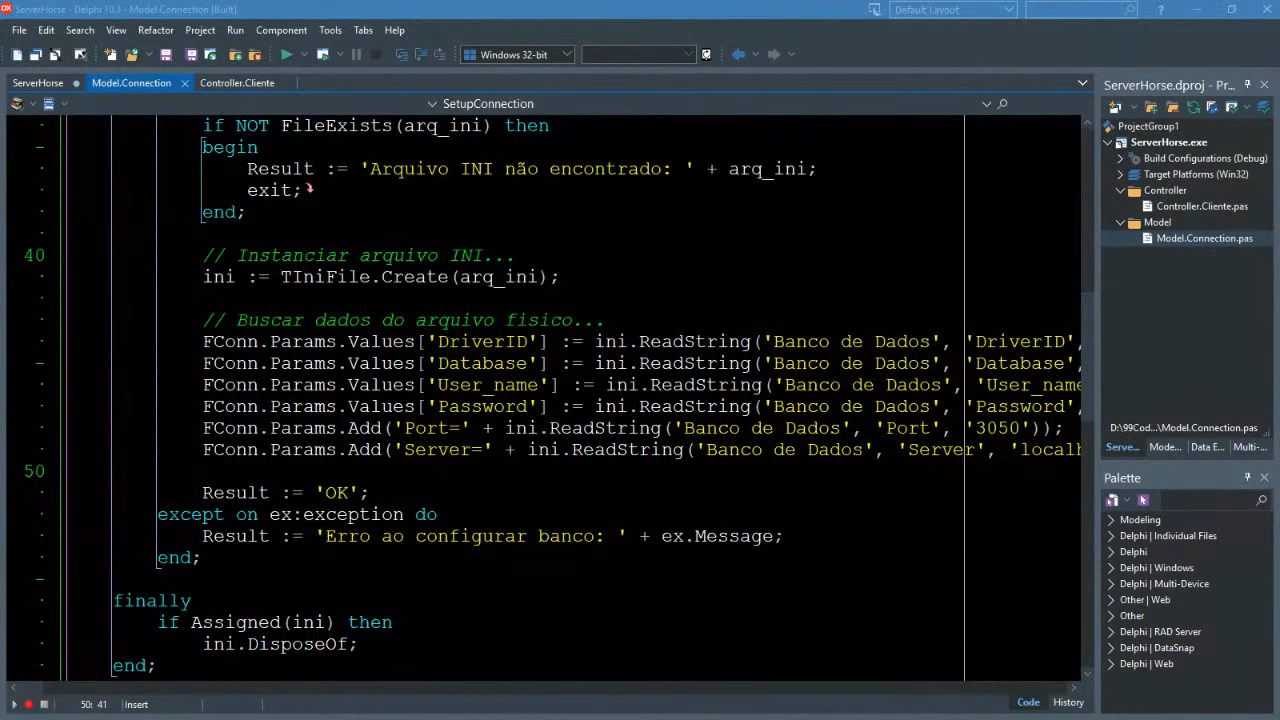 ServerHorse - Delphi 10.3 - Model.Connection [Built]
Default Layout
File Edit Search View Refactor Project Run Component Tools Tabs Help
Windows 32-bit
ServerHorse Model.Connection Controller.Cliente
SetupConnection
if NOT FileExists(arq_ini) then
begin
Result := 'Arquivo INI não encontrado: ' + arq_ini;
exit;
end;
40 // Instanciar arquivo INI...
ini := TIniFile.Create(arq_ini);
// Buscar dados do arquivo fisico...
FConn.Params.Values['DriverID'] := ini.ReadString('Banco de Dados', 'DriverID',
FConn.Params.Values['Database'] := ini.ReadString('Banco de Dados', 'Database',
FConn.Params.Values['User_name'] := ini.ReadString('Banco de Dados', 'User_name
FConn.Params.Values['Password'] := ini.ReadString('Banco de Dados', 'Password',
FConn.Params.Add('Port=' + ini.ReadString('Banco de Dados', 'Port', '3050'));
FConn.Params.Add('Server=' + ini.ReadString('Banco de Dados', 'Server', 'localh
50
Result := 'OK';
except on ex:exception do
Result := 'Erro ao configurar banco: ' + ex.Message;
end;
finally
if Assigned(ini) then
ini.DisposeOf;
end;
50: 41 Insert
Code History
ServerHorse.dproj - Pr...
ProjectGroup1
ServerHorse.exe
Build Configurations (Debug)
Target Platforms (Win32)
Controller
Controller.Cliente.pas
Model
Model.Connection.pas
D:\99Cod...\Model.Connection.pas
Serve... Mode... Data E... Multi-...
Palette
Modeling
Delphi | Individual Files
Delphi
Delphi | Windows
Delphi | Multi-Device
Other | Web
Other
Delphi | RAD Server
Delphi | DataSnap
Delphi | Web